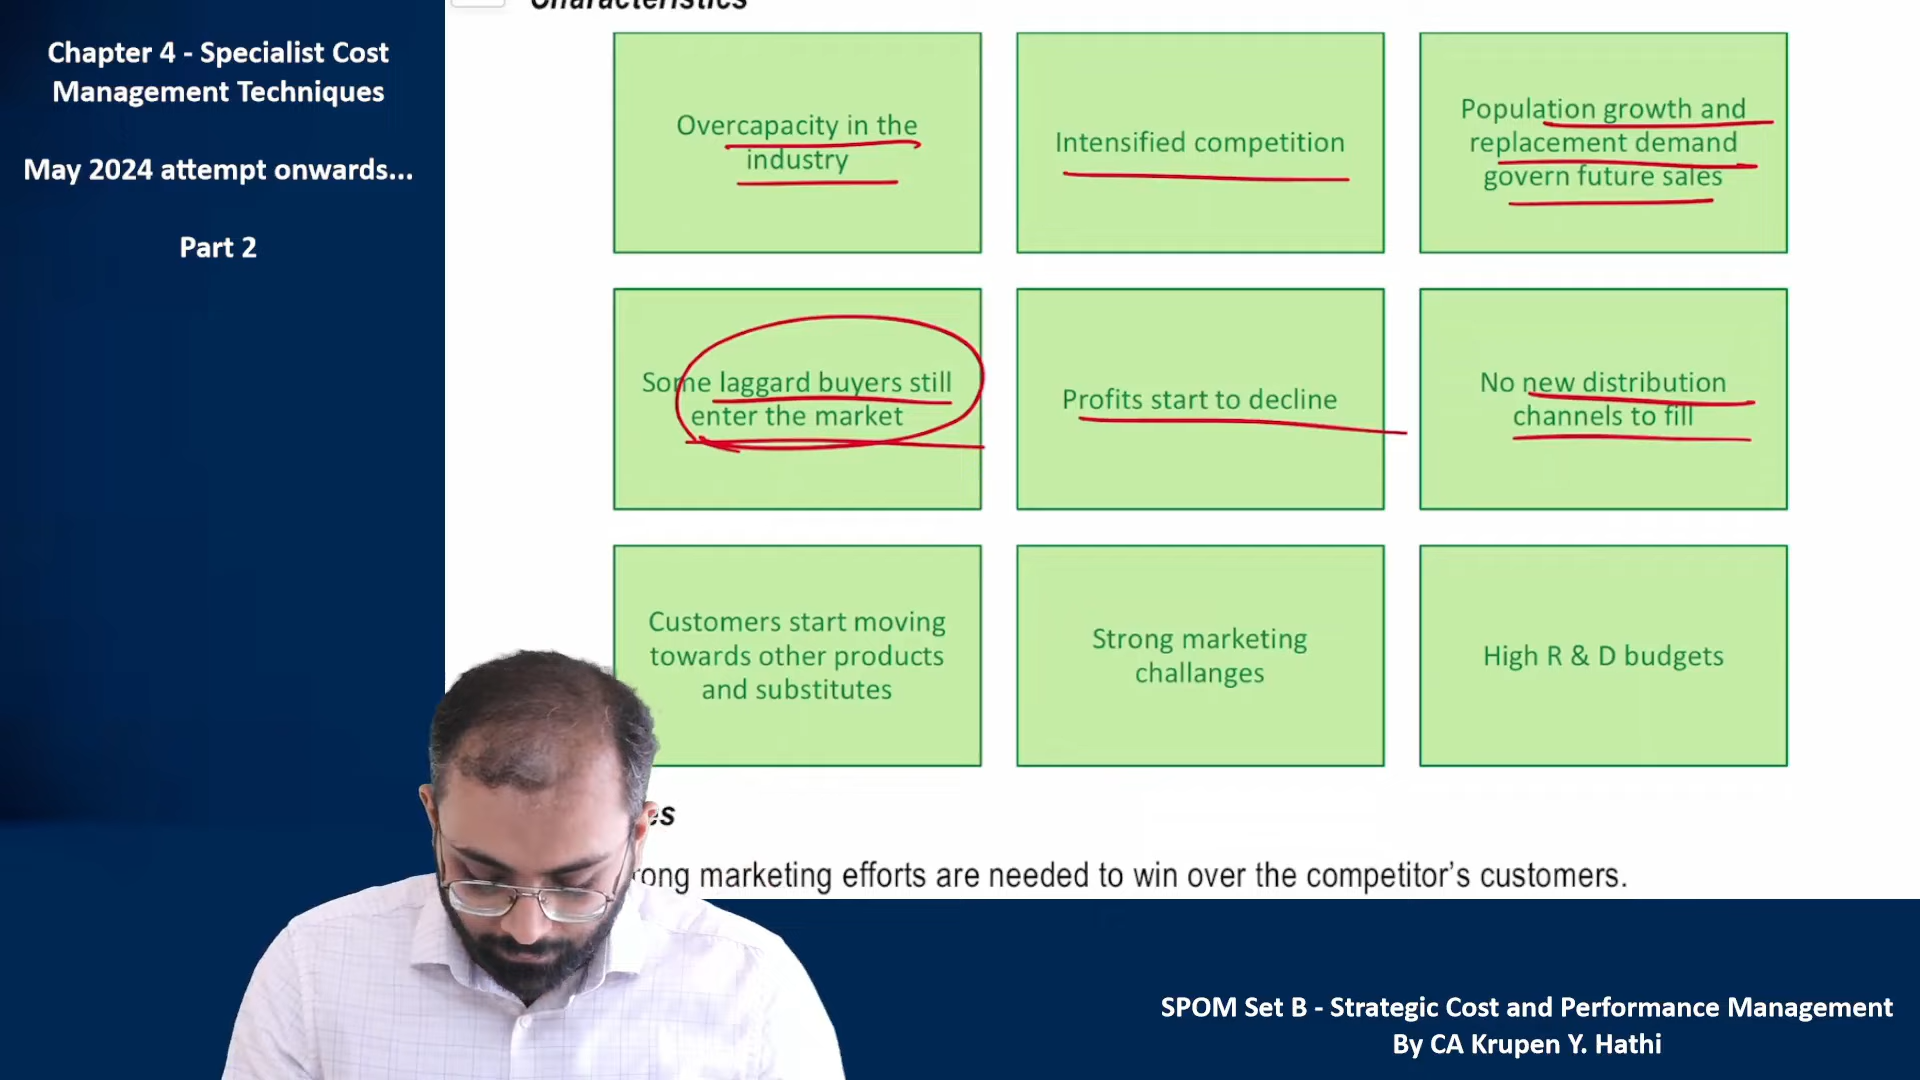 Chapter 4 - Specialist Cost
Management Techniques
May 2024 attempt onwards...
Part 2
Characteristics
Overcapacity in the
industry
Intensified competition
Population growth and
replacement demand
govern future sales
Some laggard buyers still
enter the market
Profits start to decline
No new distribution
channels to fill
Customers start moving
towards other products
and substitutes
Strong marketing
challanges
High R & D budgets
marketing efforts are needed to win over the competitor's customers.
SPOM Set B - Strategic Cost and Performance Management
By CA Krupen Y. Hathi